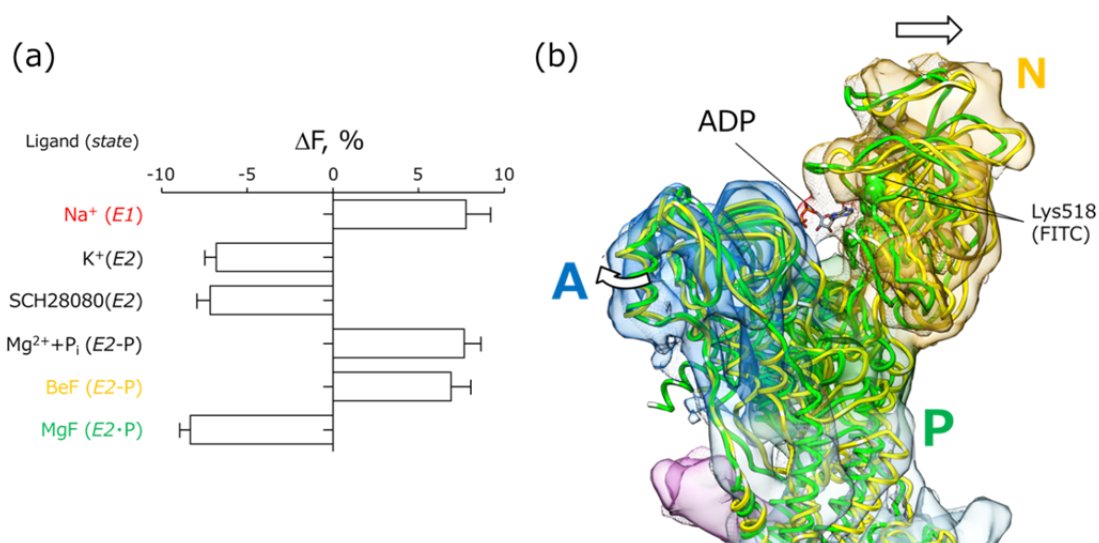 (a)
Ligand (state)
ΔF, %
-10 -5 0 5 10
Na⁺ (E1)
K⁺(E2)
SCH28080(E2)
Mg²⁺+Pᵢ (E2-P)
BeF (E2-P)
MgF (E2·P)
(b)
N
ADP
Lys518
(FITC)
A
P